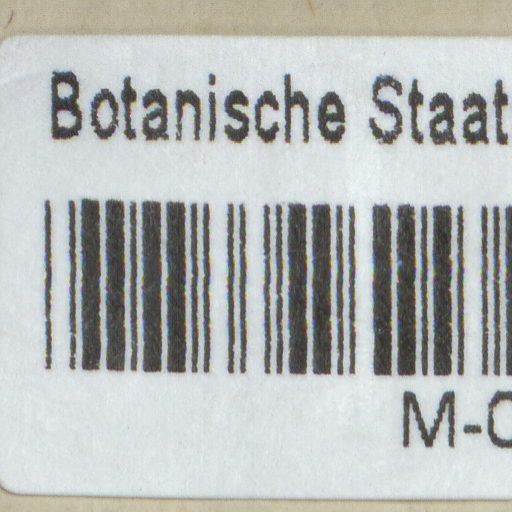 Botanische Staat
M-